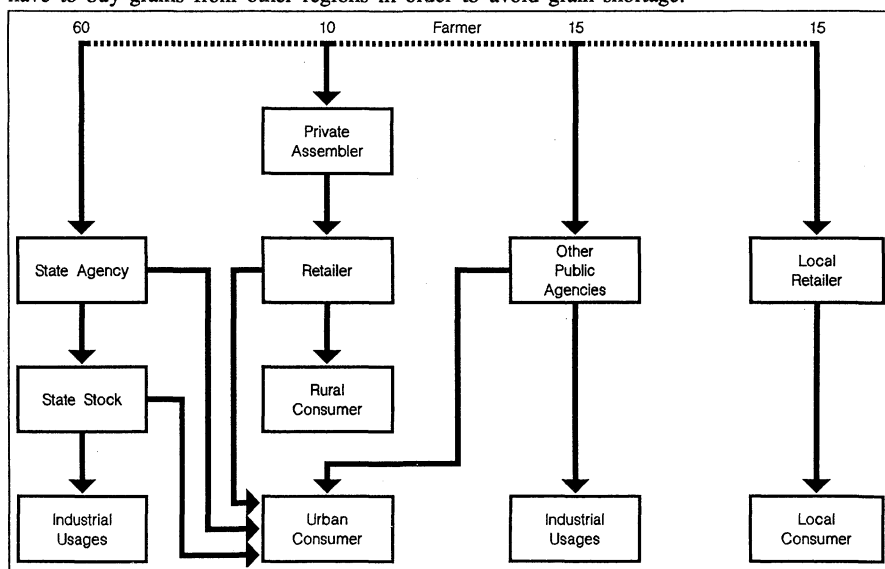 have to buy grains from other regions in order to avoid grain shortage.
60 10 Farmer 15 15
Private
Assembler
State Agency
Retailer
Other
Public
Agencies
Local
Retailer
State Stock
Rural
Consumer
Industrial
Usages
Urban
Consumer
Industrial
Usages
Local
Consumer